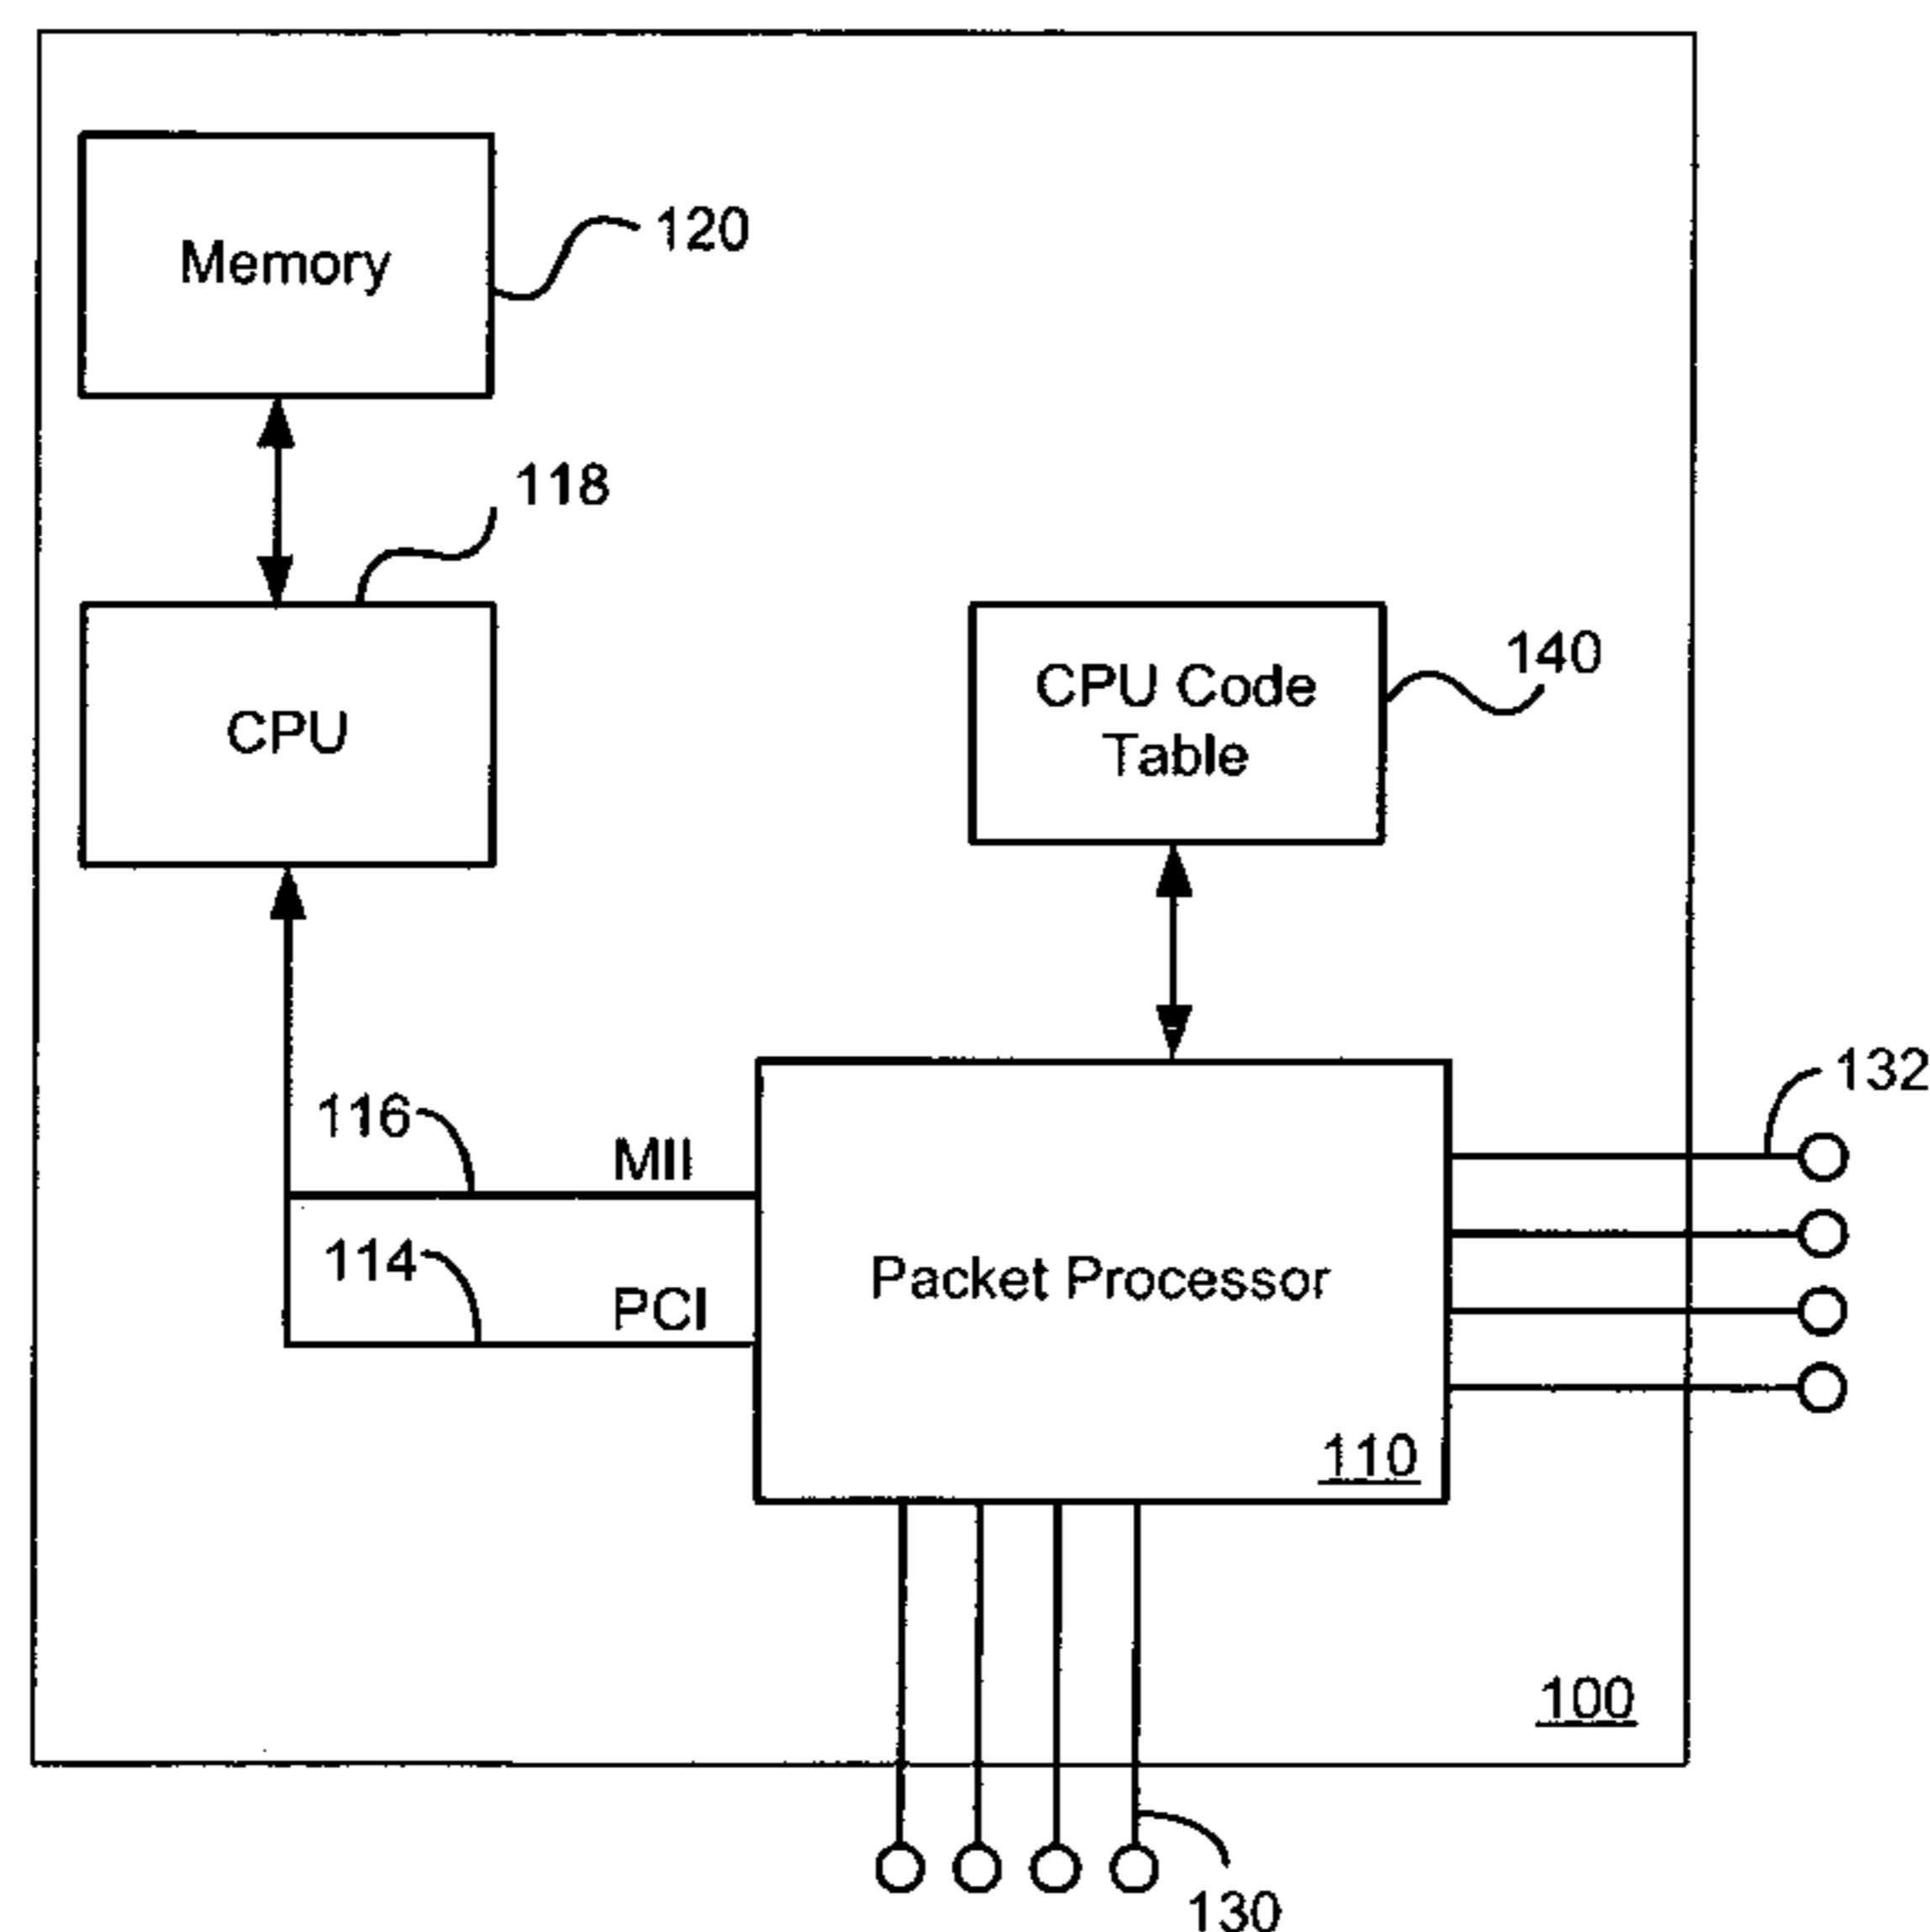 120
Memory
118
CPU
140
CPU Code
Table
132
116
MII
114
PCI
Packet Processor
110
100
130